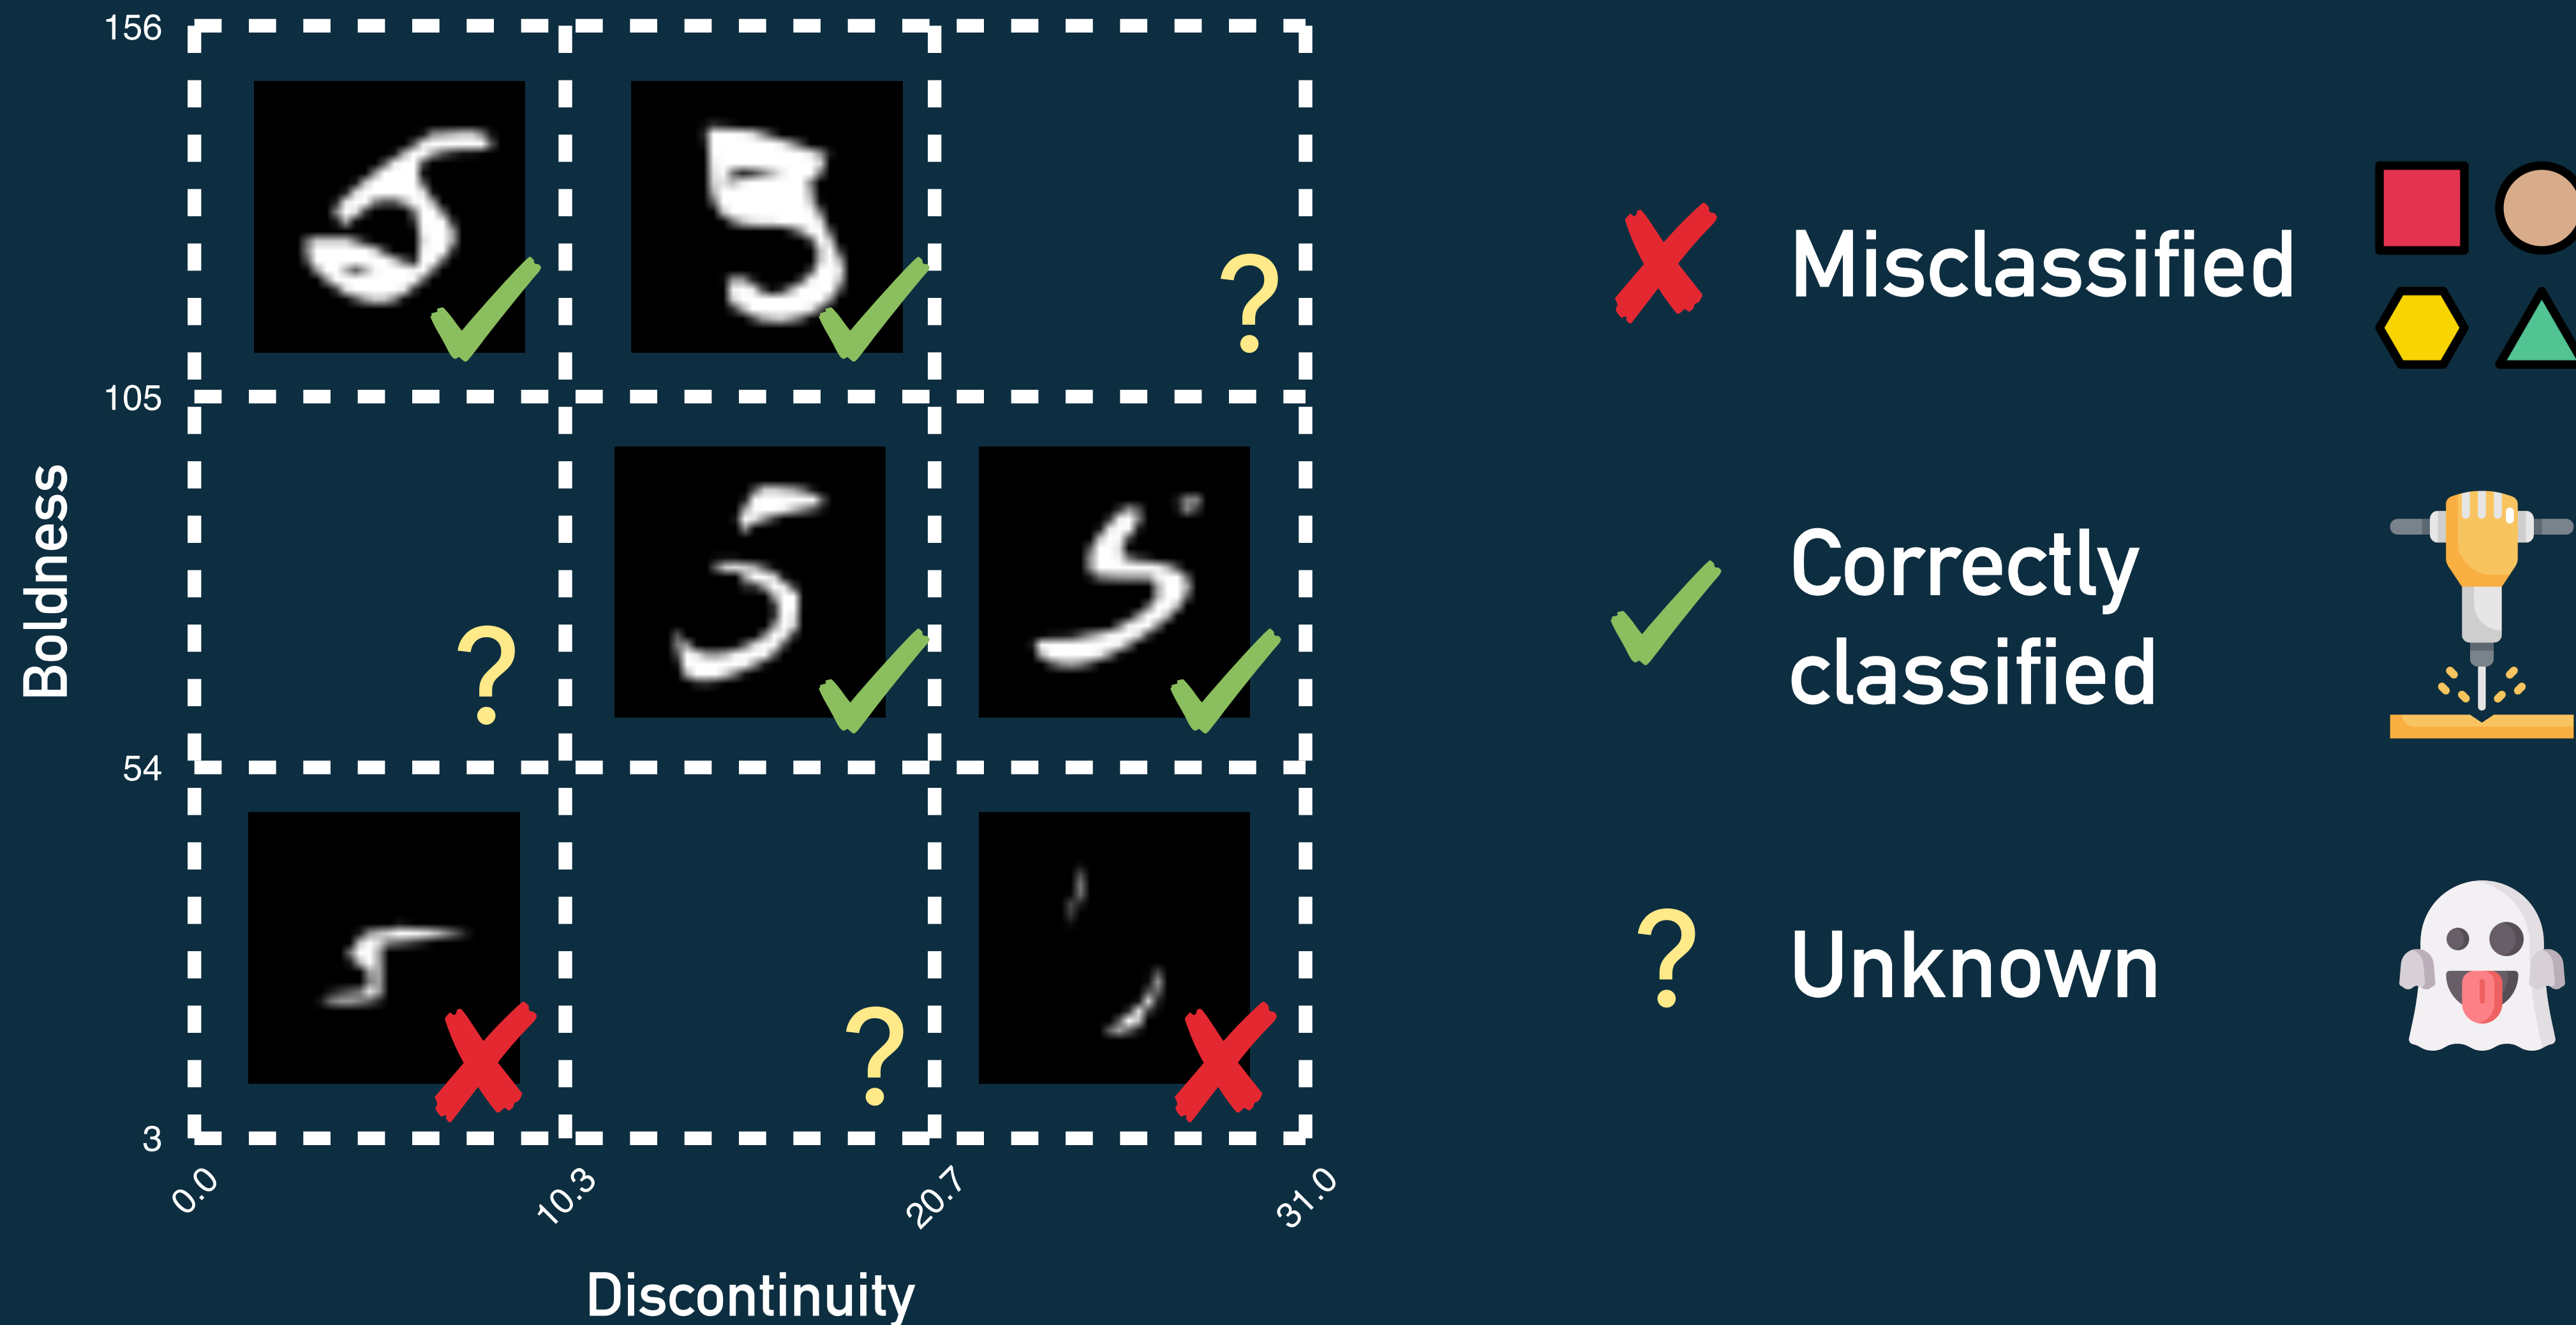 156
?
105
Boldness
?
54
?
3
0.0
10.3
20.7
31.0
Discontinuity
Misclassified
Correctly
classified
?
Unknown